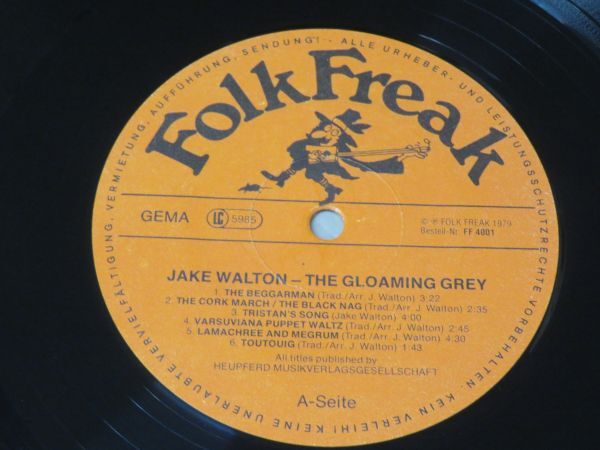 Folk Freak
GEMA LC 5985
© ℗ FOLK FREAK 1979
Bestell-Nr. FF 4001
JAKE WALTON – THE GLOAMING GREY
1. THE BEGGARMAN (Trad./Arr. J. Walton) 3:22
2. THE CORK MARCH / THE BLACK NAG (Trad./Arr. J. Walton) 2:35
3. TRISTAN'S SONG (Jake Walton) 4:00
4. VARSUVIANA PUPPET WALTZ (Trad./Arr. J. Walton) 2:45
5. LAMACHREE AND MEGRUM (Trad./Arr. J. Walton) 4:30
6. TOUTOUIG (Trad./Arr. J. Walton) 1:43
All titles published by
HEUPFERD MUSIKVERLAGSGESELLSCHAFT
A-Seite
ALLE URHEBER- UND LEISTUNGSSCHUTZRECHTE VORBEHALTEN. KEIN VERLEIH! KEINE UNERLAUBTE VERVIELFÄLTIGUNG, VERMIETUNG, AUFFÜHRUNG, SENDUNG! -